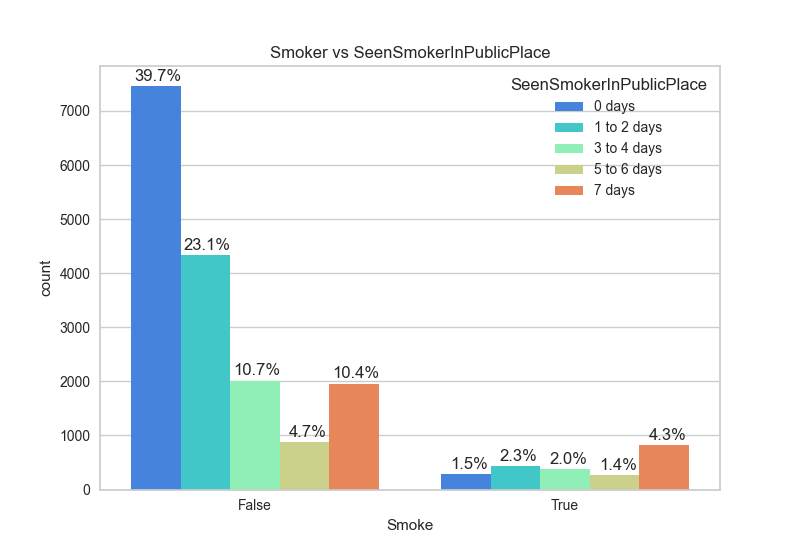 Smoker vs SeenSmokerInPublicPlace
39.7%
SeenSmokerInPublicPlace
0 days
1 to 2 days
3 to 4 days
5 to 6 days
7 days
7000
6000
5000
4000
3000
2000
1000
0
count
23.1%
10.7%
4.7%
10.4%
1.5%
2.3%
2.0%
1.4%
4.3%
False
True
Smoke